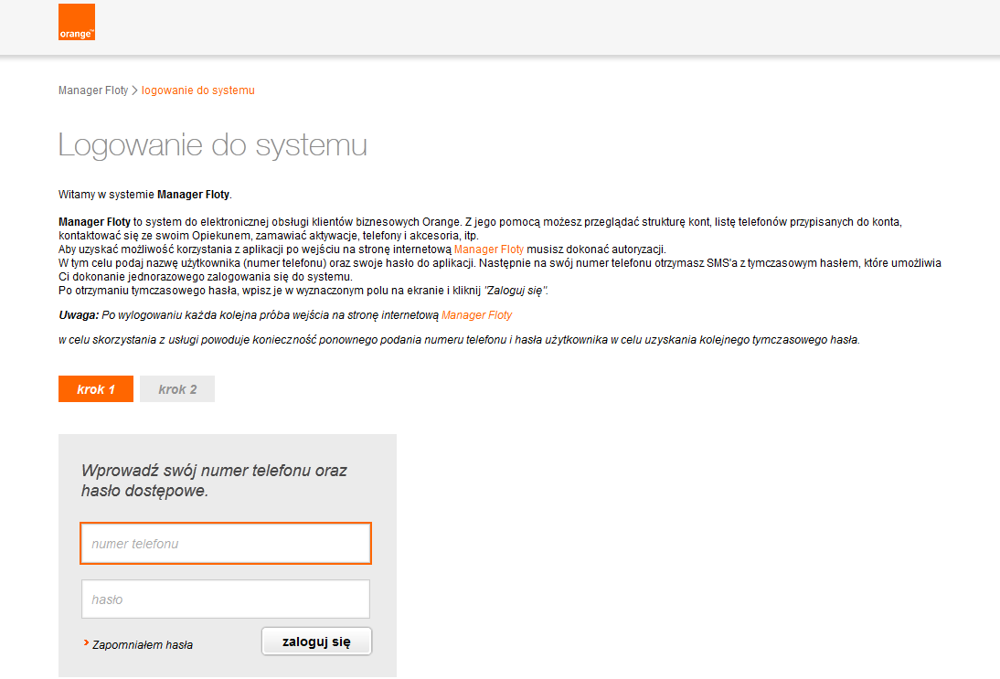 orange™
Manager Floty > logowanie do systemu
Logowanie do systemu
Witamy w systemie Manager Floty.
Manager Floty to system do elektronicznej obsługi klientów biznesowych Orange. Z jego pomocą możesz przeglądać strukturę kont, listę telefonów przypisanych do konta,
kontaktować się ze swoim Opiekunem, zamawiać aktywacje, telefony i akcesoria, itp.
Aby uzyskać możliwość korzystania z aplikacji po wejściu na stronę internetową Manager Floty musisz dokonać autoryzacji.
W tym celu podaj nazwę użytkownika (numer telefonu) oraz swoje hasło do aplikacji. Następnie na swój numer telefonu otrzymasz SMS'a z tymczasowym hasłem, które umożliwia
Ci dokonanie jednorazowego zalogowania się do systemu.
Po otrzymaniu tymczasowego hasła, wpisz je w wyznaczonym polu na ekranie i kliknij "Zaloguj się".
Uwaga: Po wylogowaniu każda kolejna próba wejścia na stronę internetową Manager Floty
w celu skorzystania z usługi powoduje konieczność ponownego podania numeru telefonu i hasła użytkownika w celu uzyskania kolejnego tymczasowego hasła.
krok 1 krok 2
Wprowadź swój numer telefonu oraz
hasło dostępowe.
numer telefonu
hasło
Zapomniałem hasła
zaloguj się